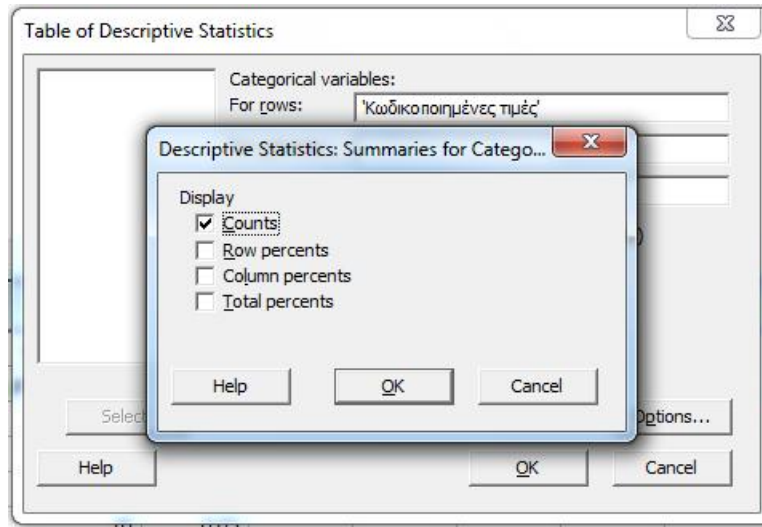 Table of Descriptive Statistics
Categorical variables:
For rows: 'Κωδικοποιημένες τιμές'
Descriptive Statistics: Summaries for Catego...
Display
Counts
Row percents
Column percents
Total percents
Help OK Cancel
Select
Options...
Help OK Cancel